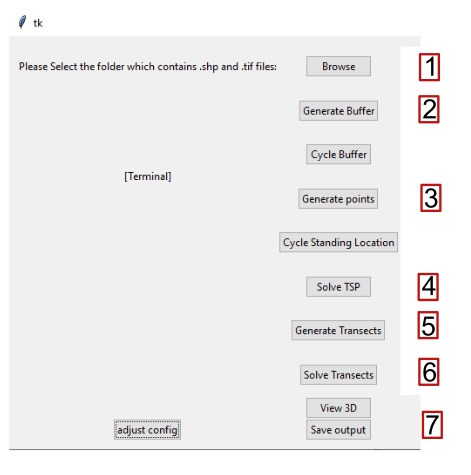 tk
Please Select the folder which contains .shp and .tif files: Browse 1
Generate Buffer 2
Cycle Buffer
[Terminal]
Generate points 3
Cycle Standing Location
Solve TSP 4
Generate Transects 5
Solve Transects 6
View 3D
adjust config Save output 7